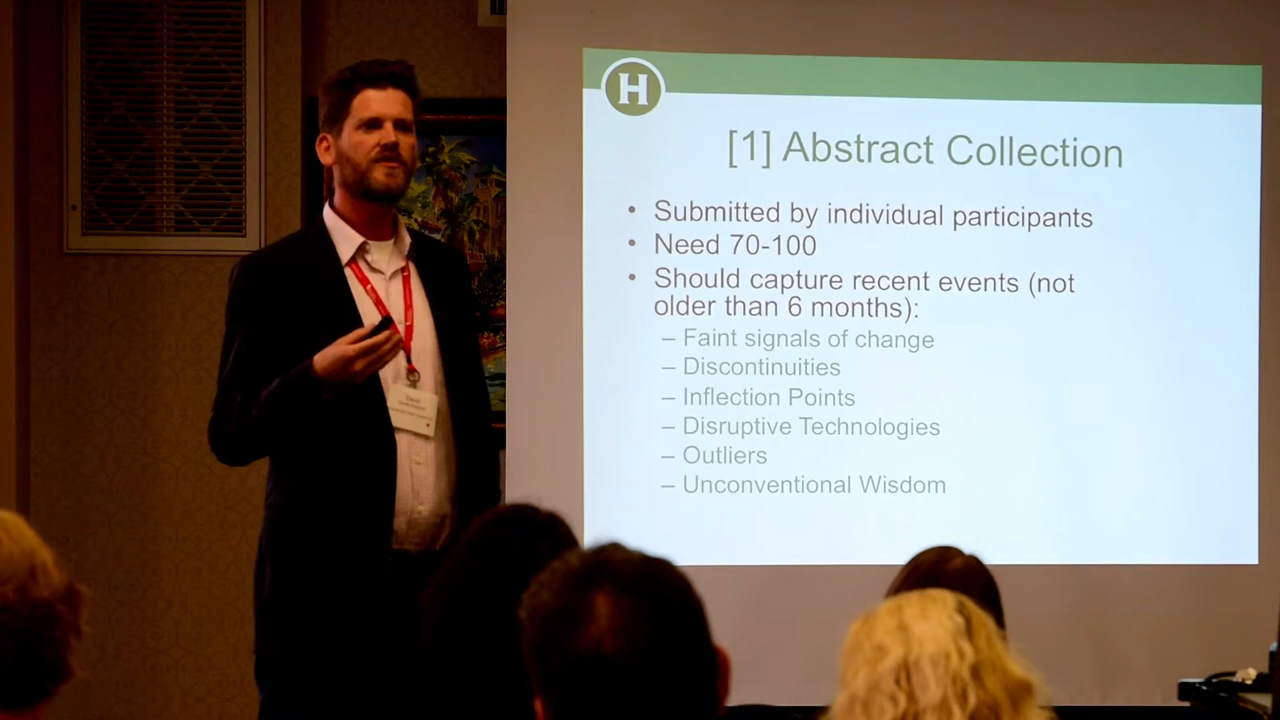 H
[1] Abstract Collection
• Submitted by individual participants
• Need 70-100
• Should capture recent events (not
older than 6 months):
– Faint signals of change
– Discontinuities
– Inflection Points
– Disruptive Technologies
– Outliers
– Unconventional Wisdom
David